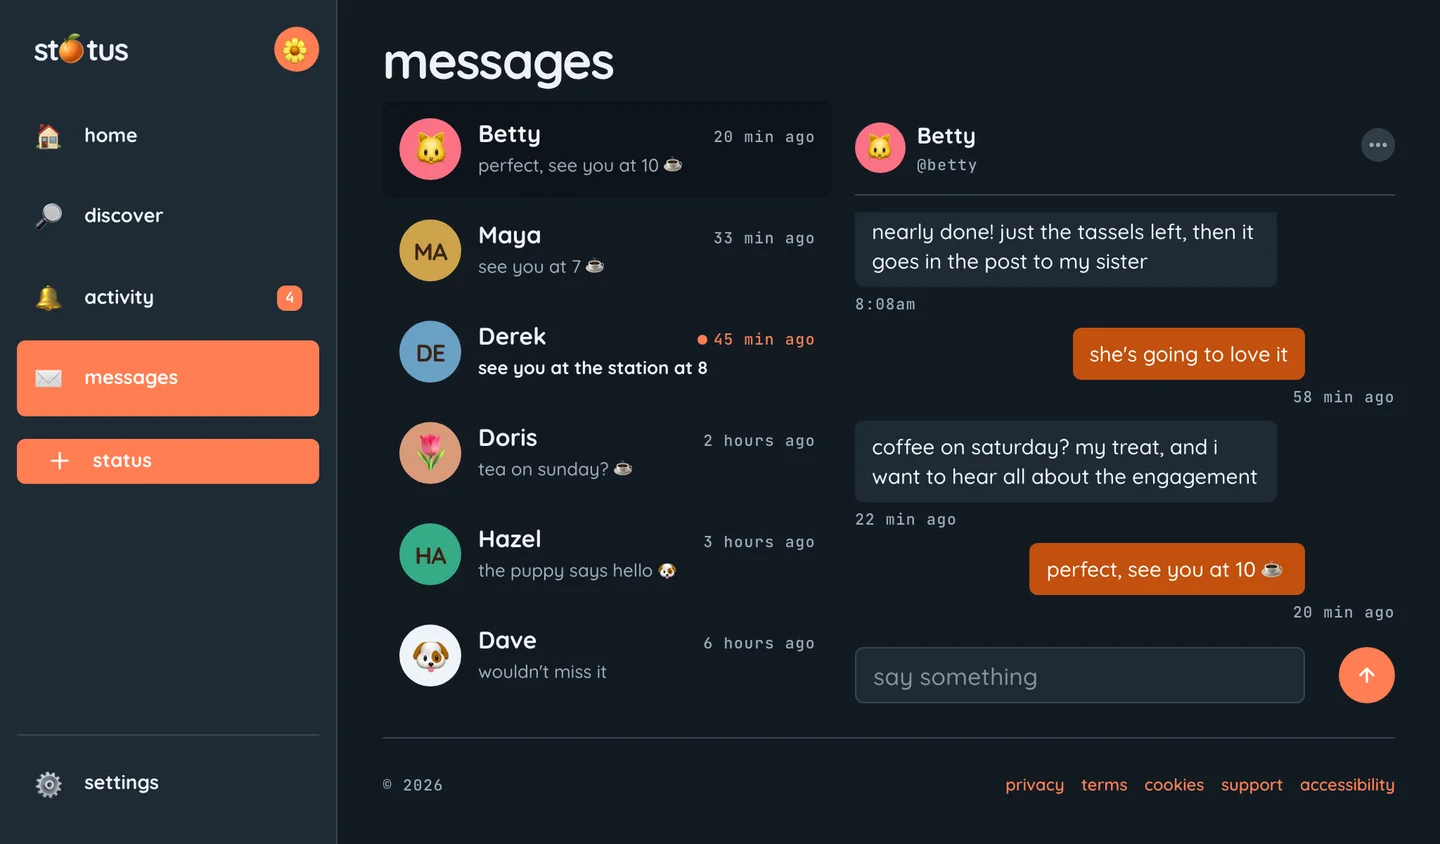 st🍊tus
home
discover
activity
4
messages
status
settings
messages
Betty
20 min ago
perfect, see you at 10 ☕
MA
Maya
33 min ago
see you at 7 ☕
DE
Derek
45 min ago
see you at the station at 8
Doris
2 hours ago
tea on sunday? ☕
HA
Hazel
3 hours ago
the puppy says hello 🐶
Dave
6 hours ago
wouldn't miss it
Betty
@betty
nearly done! just the tassels left, then it
goes in the post to my sister
8:08am
she's going to love it
58 min ago
coffee on saturday? my treat, and i
want to hear all about the engagement
22 min ago
perfect, see you at 10 ☕
20 min ago
say something
© 2026
privacy terms cookies support accessibility